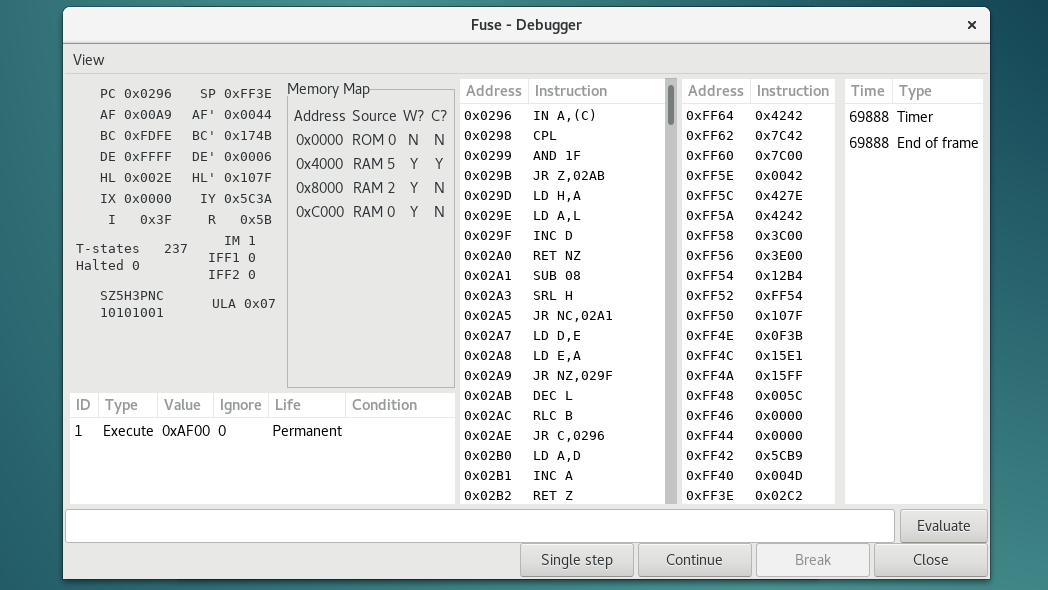 Fuse - Debugger
×
View
PC 0x0296 SP 0xFF3E
AF 0x00A9 AF' 0x0044
BC 0xFDFE BC' 0x174B
DE 0xFFFF DE' 0x0006
HL 0x002E HL' 0x107F
IX 0x0000 IY 0x5C3A
I 0x3F R 0x5B
T-states 237
Halted 0
IM 1
IFF1 0
IFF2 0
SZ5H3PNC
10101001
ULA 0x07
Memory Map
Address Source W? C?
0x0000 ROM 0 N N
0x4000 RAM 5 Y Y
0x8000 RAM 2 Y N
0xC000 RAM 0 Y N
ID Type Value Ignore Life Condition
1 Execute 0xAF00 0 Permanent
Address Instruction
0x0296 IN A,(C)
0x0298 CPL
0x0299 AND 1F
0x029B JR Z,02AB
0x029D LD H,A
0x029E LD A,L
0x029F INC D
0x02A0 RET NZ
0x02A1 SUB 08
0x02A3 SRL H
0x02A5 JR NC,02A1
0x02A7 LD D,E
0x02A8 LD E,A
0x02A9 JR NZ,029F
0x02AB DEC L
0x02AC RLC B
0x02AE JR C,0296
0x02B0 LD A,D
0x02B1 INC A
0x02B2 RET Z
Address Instruction
0xFF64 0x4242
0xFF62 0x7C42
0xFF60 0x7C00
0xFF5E 0x0042
0xFF5C 0x427E
0xFF5A 0x4242
0xFF58 0x3C00
0xFF56 0x3E00
0xFF54 0x12B4
0xFF52 0xFF54
0xFF50 0x107F
0xFF4E 0x0F3B
0xFF4C 0x15E1
0xFF4A 0x15FF
0xFF48 0x005C
0xFF46 0x0000
0xFF44 0x0000
0xFF42 0x5CB9
0xFF40 0x004D
0xFF3E 0x02C2
Time Type
69888 Timer
69888 End of frame
Evaluate
Single step Continue Break Close